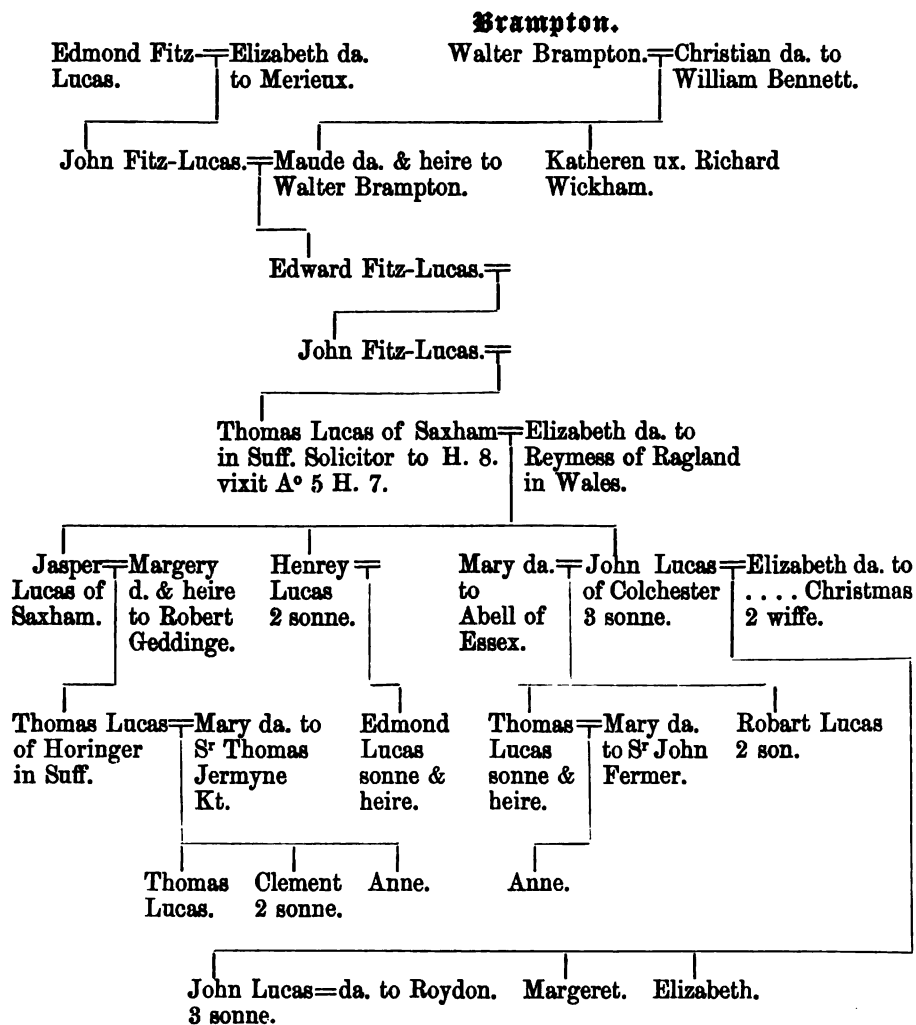 Brampton.
Edmond Fitz-Lucas. = Elizabeth da. to Merieux.
Walter Brampton. = Christian da. to William Bennett.
John Fitz-Lucas. = Maude da. & heire to Walter Brampton.
Katheren ux. Richard Wickham.
Edward Fitz-Lucas. =
John Fitz-Lucas. =
Thomas Lucas of Saxham = Elizabeth da. to
in Suff. Solicitor to H. 8. Reymess of Ragland
vixit Aº 5 H. 7. in Wales.
Jasper = Margery
Lucas of d. & heire
Saxham. to Robert
Geddinge.
Henrey =
Lucas
2 sonne.
Mary da. = John Lucas = Elizabeth da. to
to of Colchester . . . . Christmas
Abell of 3 sonne. 2 wiffe.
Essex.
Thomas Lucas = Mary da. to
of Horinger Sr Thomas
in Suff. Jermyne
Kt.
Edmond
Lucas
sonne &
heire.
Thomas = Mary da.
Lucas to Sr John
sonne & Fermer.
heire.
Robart Lucas
2 son.
Thomas
Lucas.
Clement
2 sonne.
Anne.
Anne.
John Lucas = da. to Roydon.
3 sonne.
Margeret.
Elizabeth.